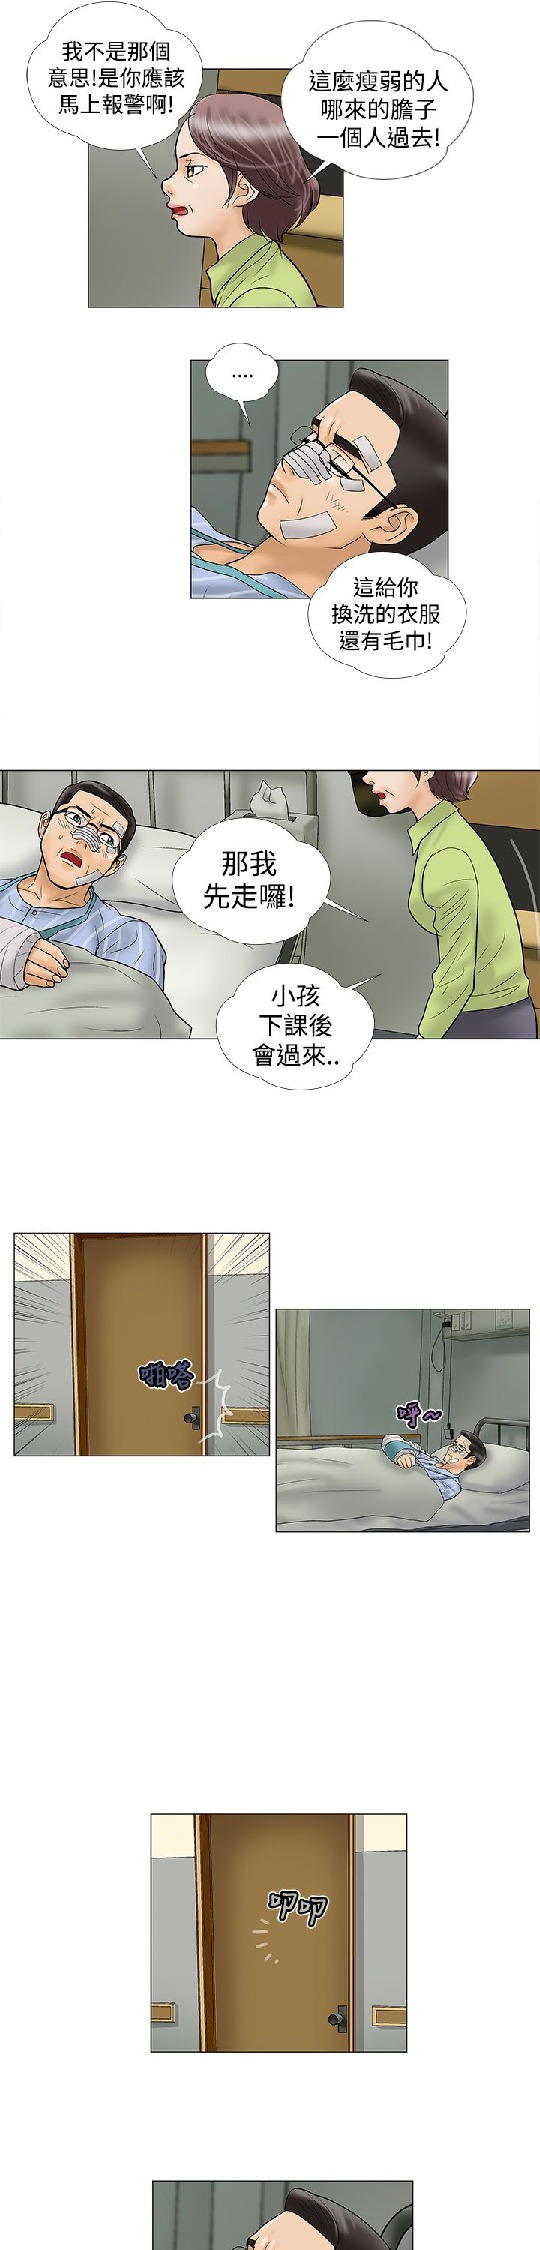 我不是那個
意思!是你應該
馬上報警啊!
這麼瘦弱的人
哪來的膽子
一個人過去!
....
這給你
換洗的衣服
還有毛巾!
那我
先走囉!
小孩
下課後
會過來..
啪嗒
呼~
叩叩